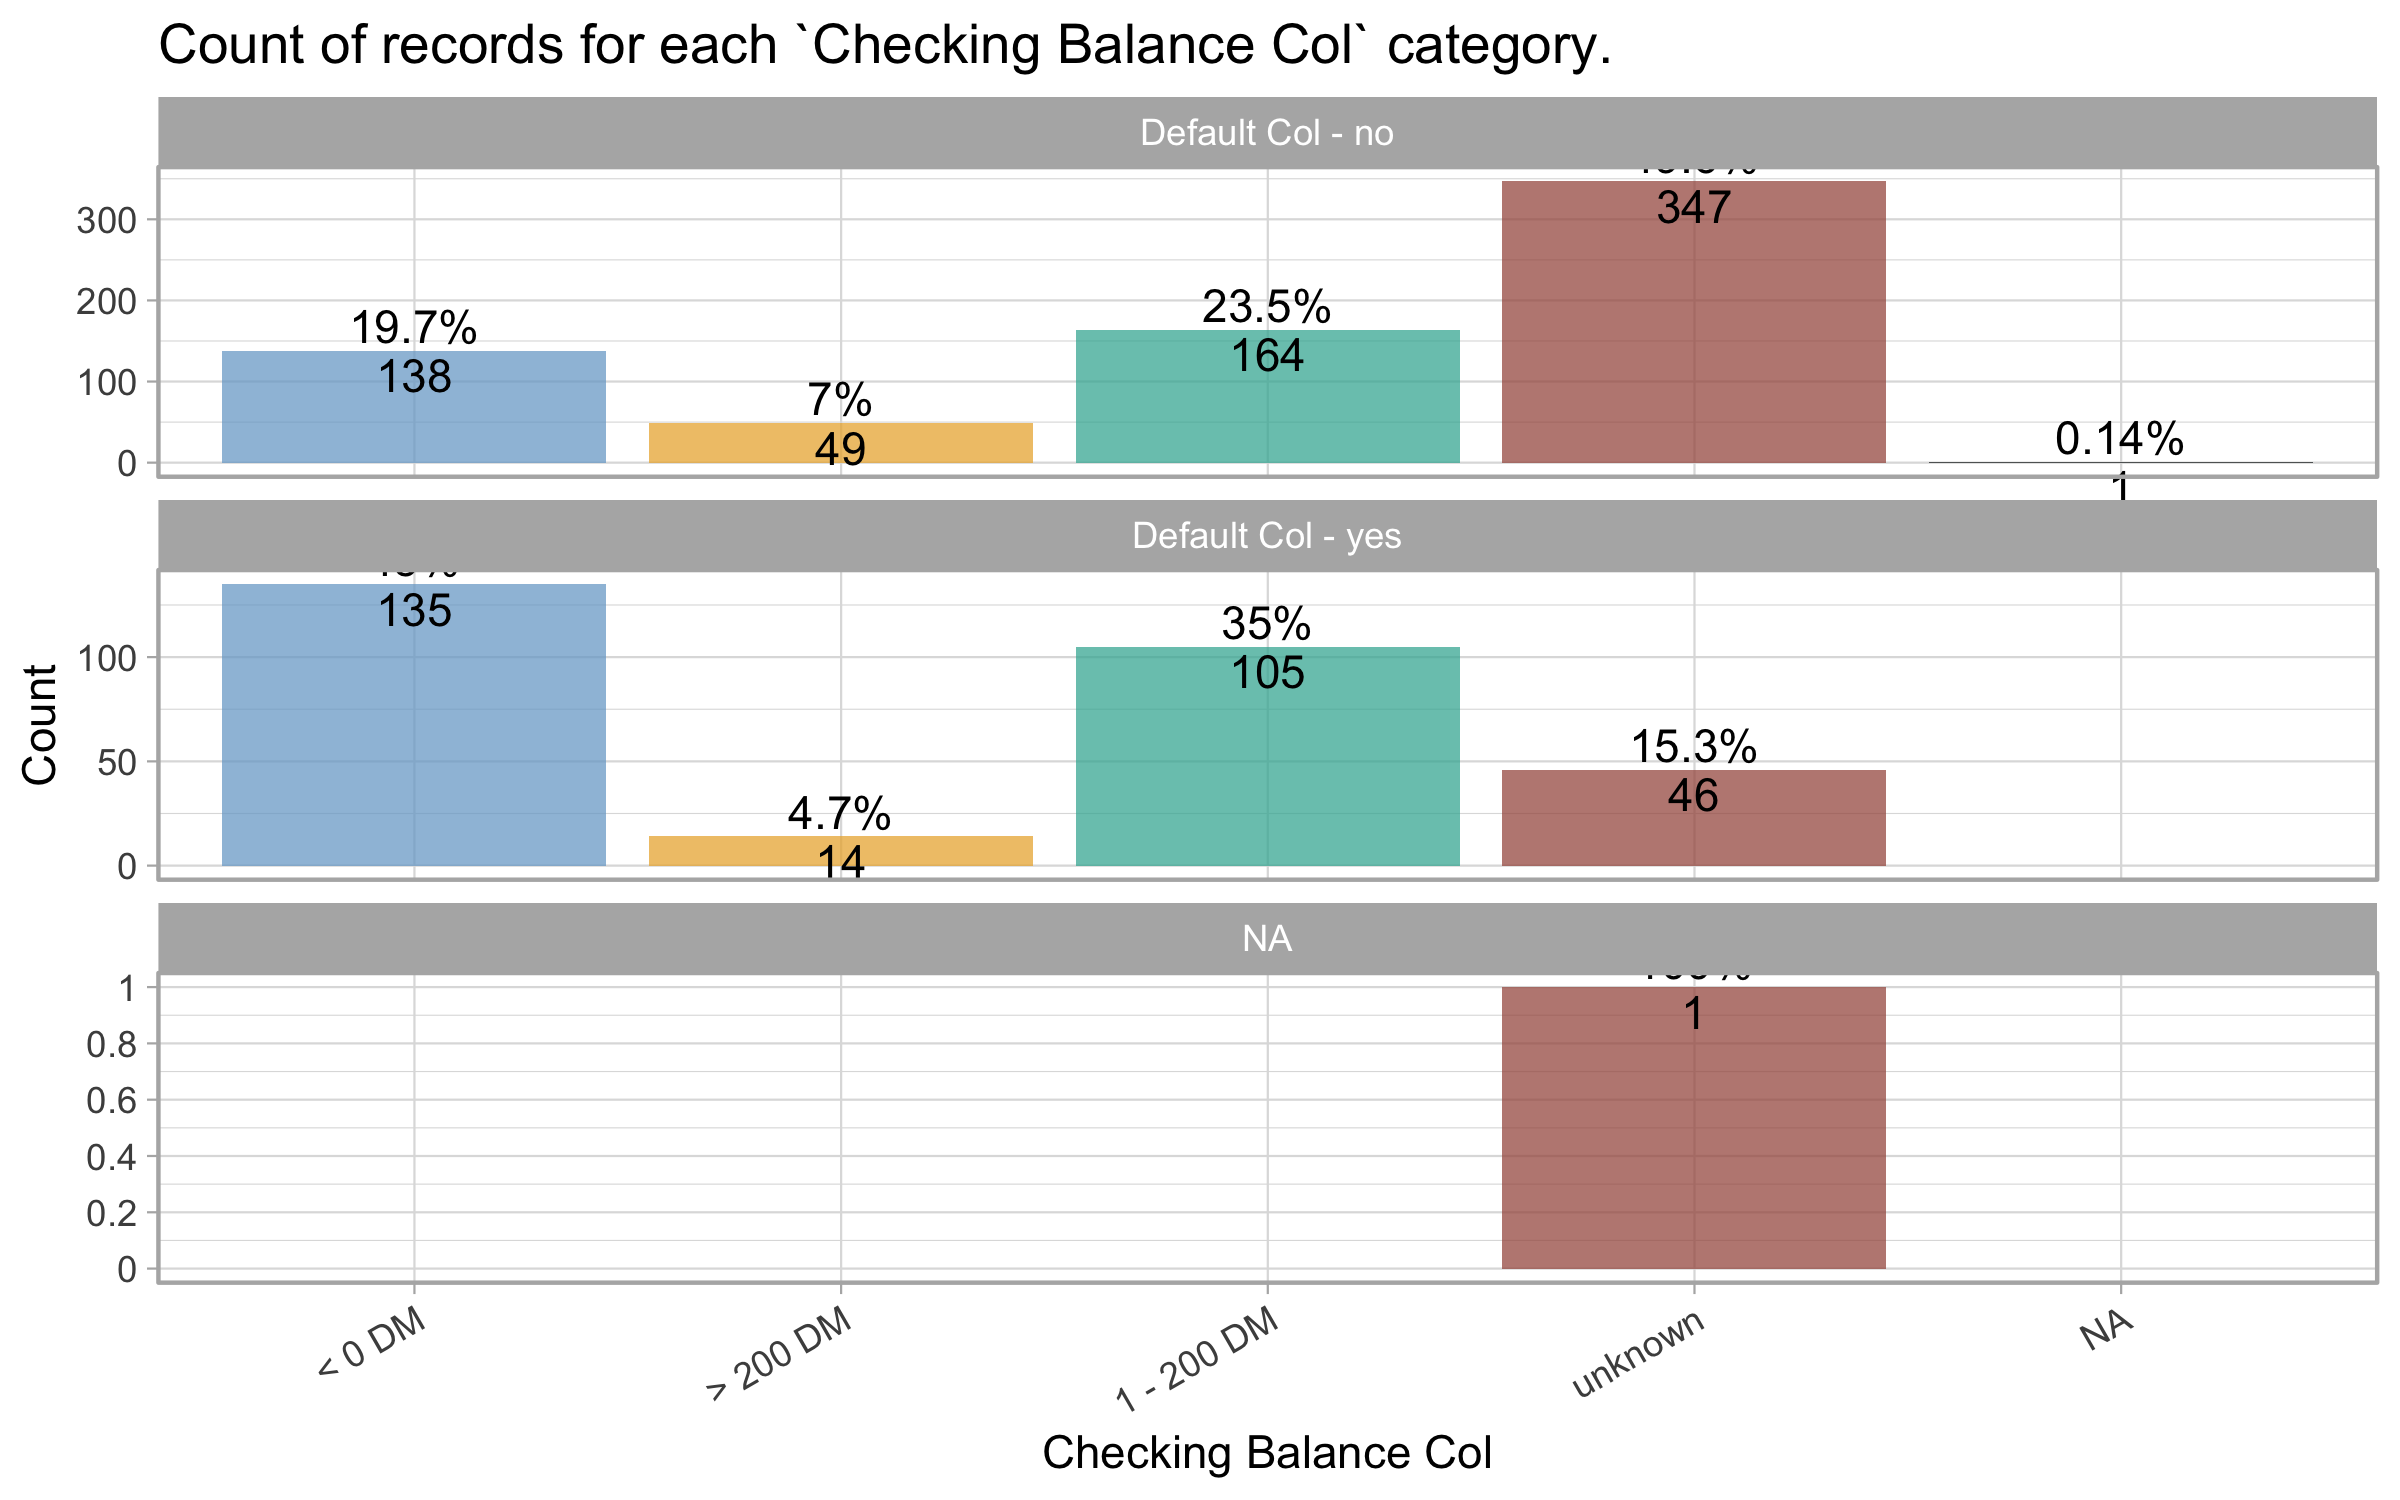 Count of records for each `Checking Balance Col` category.
Default Col - no
300
200
100
0
19.7%
138
7%
49
23.5%
164
347
0.14%
1
Default Col - yes
Count
100
50
0
135
4.7%
14
35%
105
15.3%
46
NA
1
0.8
0.6
0.4
0.2
0
1
< 0 DM
> 200 DM
1 - 200 DM
unknown
NA
Checking Balance Col